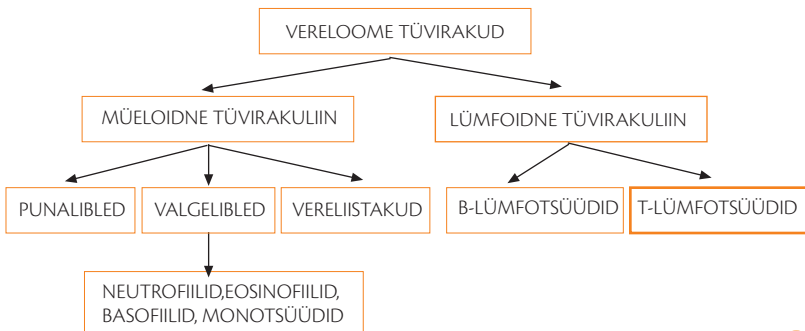 VERELOOME TÜVIRAKUD
MÜELOIDNE TÜVIRAKULIIN
LÜMFOIDNE TÜVIRAKULIIN
PUNALIBLED
VALGELIBLED
VERELIISTAKUD
B-LÜMFOTSÜÜDID
T-LÜMFOTSÜÜDID
NEUTROFIILID,EOSINOFIILID,
BASOFIILID, MONOTSÜÜDID